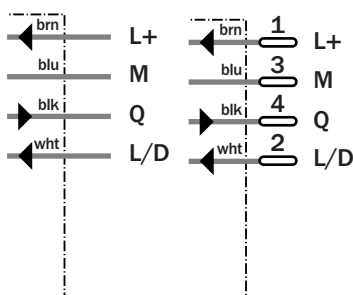 brn L+
blu M
blk Q
wht L/D
brn 1 L+
blu 3 M
blk 4 Q
wht 2 L/D